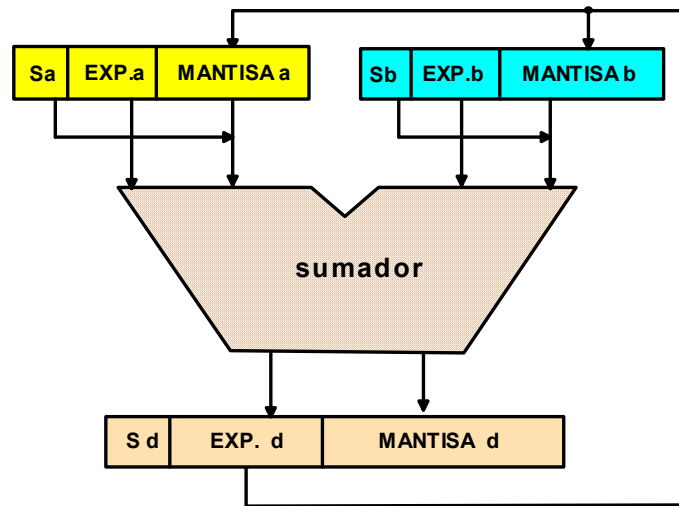 Sa EXP.a MANTISA a Sb EXP.b MANTISA b
sumador
S d EXP. d MANTISA d